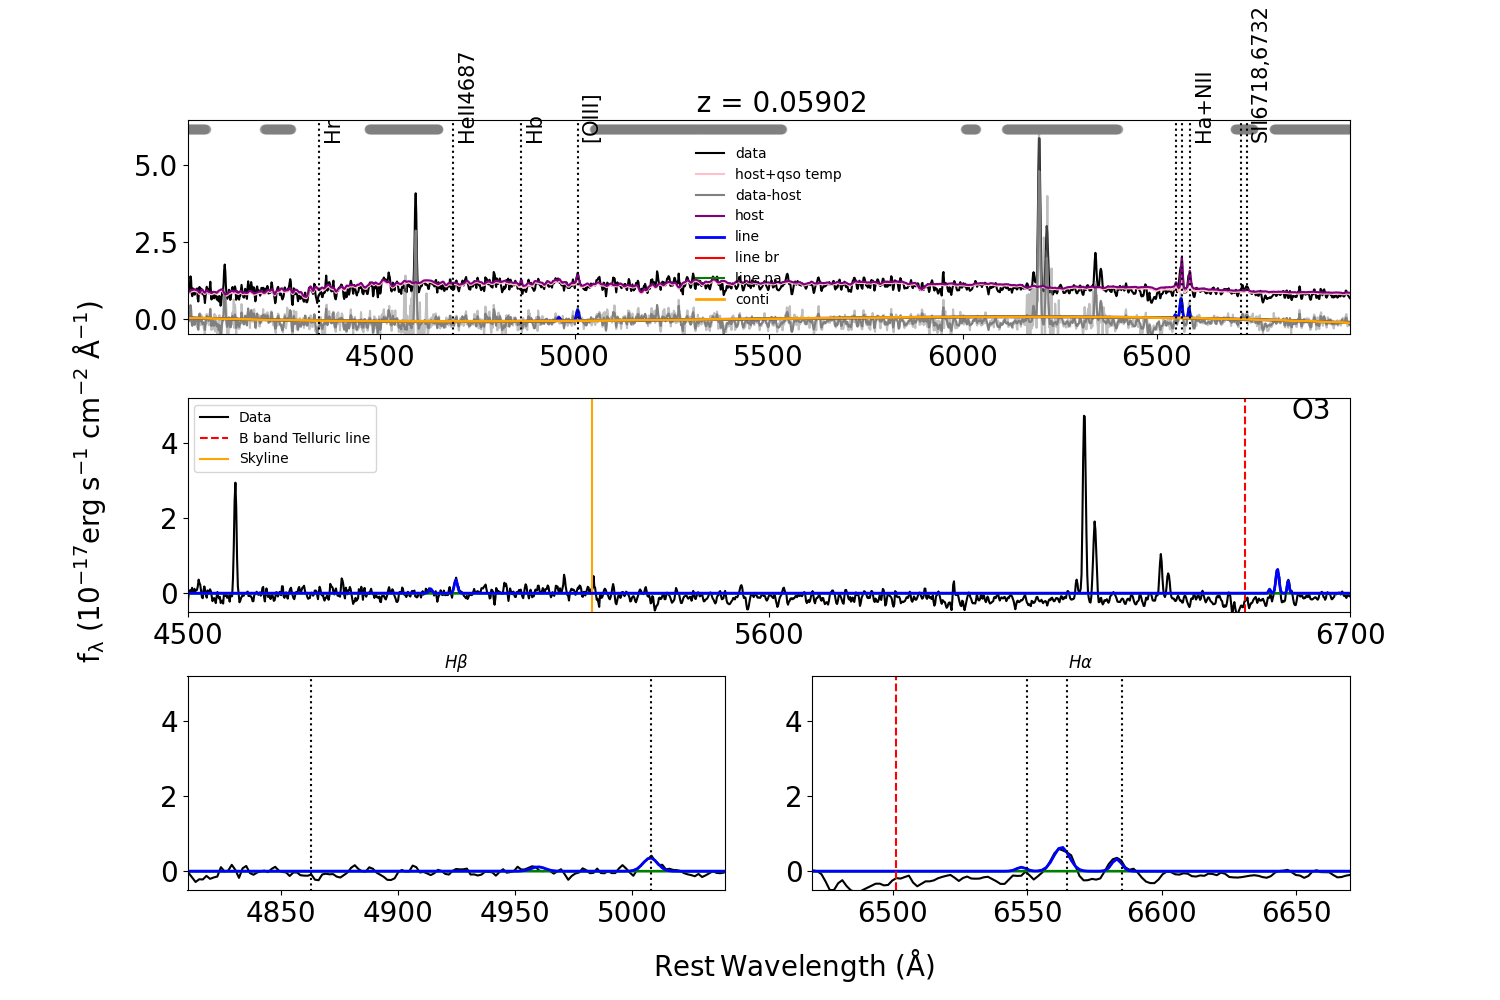 z = 0.05902
Hr
HeII4687
Hb
[OIII]
Ha+NII
SII6718,6732
data
host+qso temp
data-host
host
line
line br
line na
conti
5.0
2.5
0.0
4500 5000 5500 6000 6500
fλ (10−17erg s−1 cm−2 Å−1)
O3
Data
B band Telluric line
Skyline
4
2
0
4500 5600 6700
Hβ
4
2
0
4850 4900 4950 5000
Hα
4
2
0
6500 6550 6600 6650
Rest Wavelength (Å)